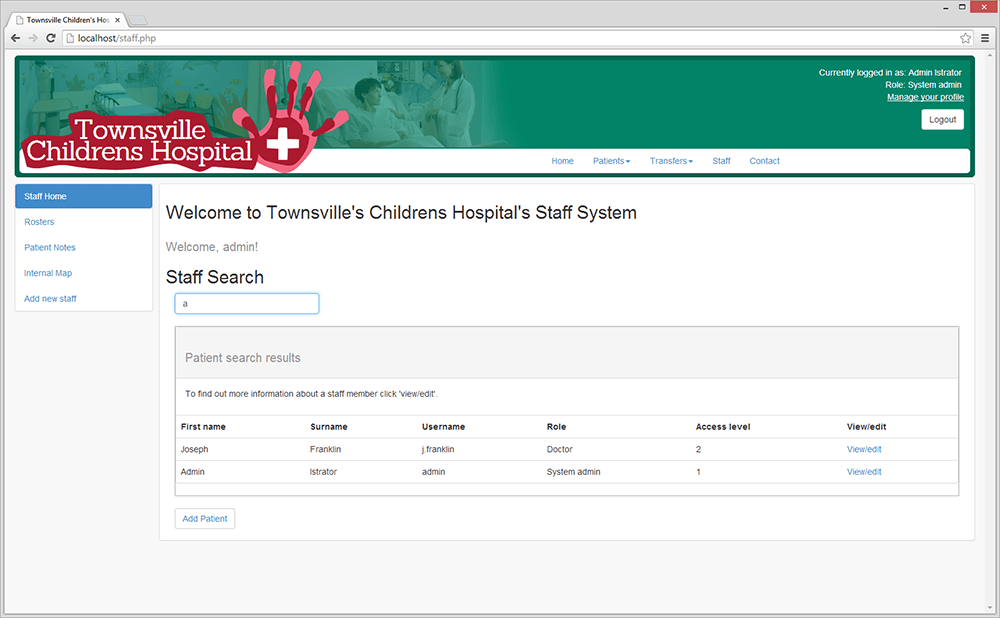 Townsville Children's Hos
localhost/staff.php
Currently logged in as: Admin Istrator
Role: System admin
Manage your profile
Logout
Townsville
Childrens Hospital
Home Patients Transfers Staff Contact
Staff Home
Rosters
Patient Notes
Internal Map
Add new staff
Welcome to Townsville's Childrens Hospital's Staff System
Welcome, admin!
Staff Search
a
Patient search results
To find out more information about a staff member click 'view/edit'.
First name Surname Username Role Access level View/edit
Joseph Franklin j.franklin Doctor 2 View/edit
Admin Istrator admin System admin 1 View/edit
Add Patient